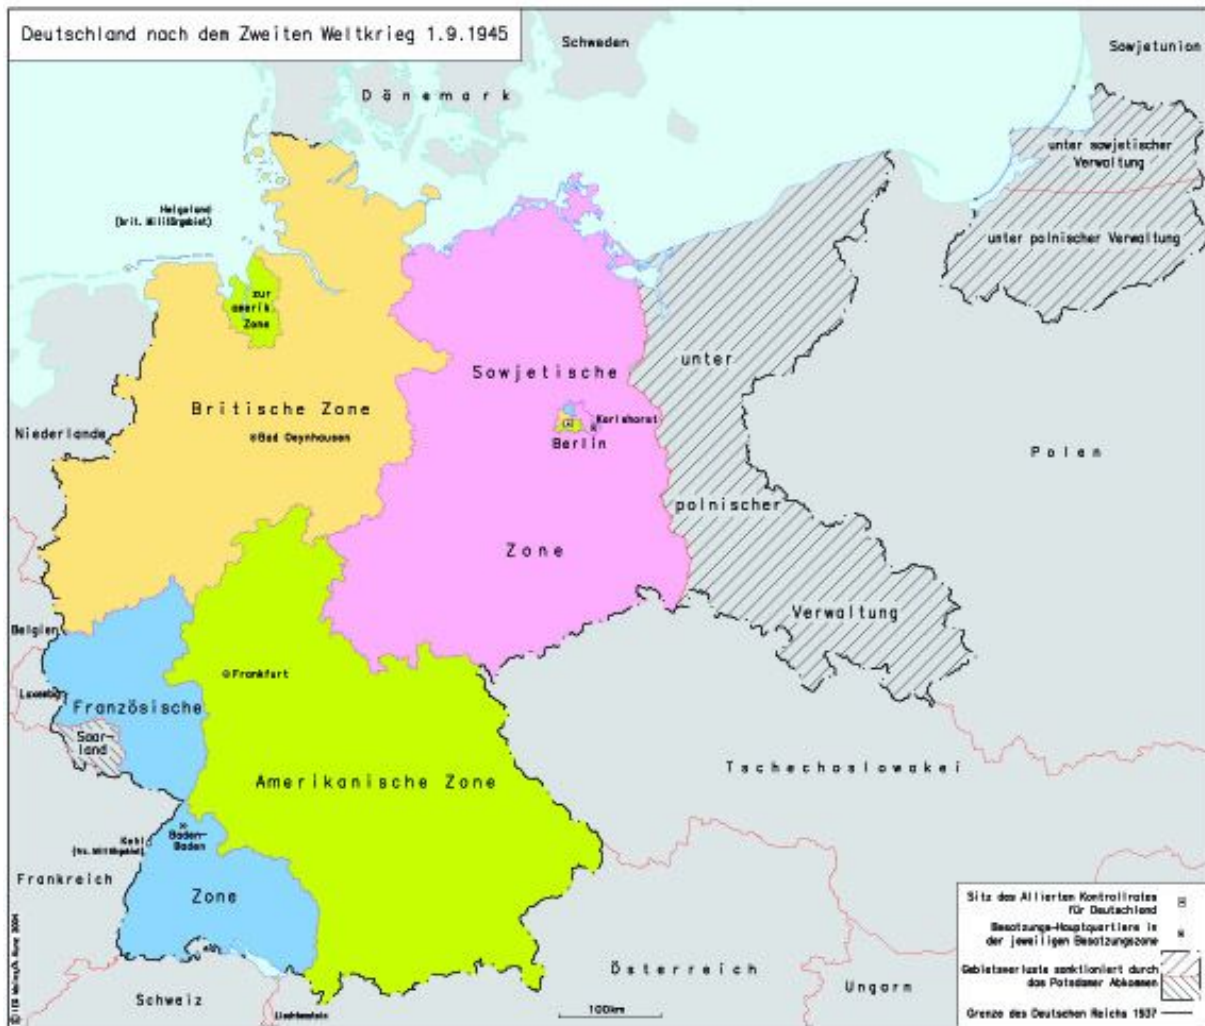 Deutschland nach dem Zweiten Weltkrieg 1.9.1945
Schweden
Sowjetunion
Dänemark
unter sowjetischer
Verwaltung
unter polnischer Verwaltung
Helgoland
(brit. Militärgebiet)
zur
amerik
Zone
unter
Sowjetische
Britische Zone
Karlshorst
Niederlande
Bad Oeynhausen
Berlin
Polen
polnischer
Zone
Verwaltung
Belgien
Frankfurt
Luxembg
Französische
Saar-
land
Tschechoslowakei
Amerikanische Zone
Baden-
Baden
Kehl
(frz. Militärgebiet)
Frankreich
Zone
Sitz des Allierten Kontrollrates
für Deutschland
Besatzungs-Hauptquartiere in
der jeweiligen Besatzungszone
Gebietsverluste sanktioniert durch
das Potsdamer Abkommen
Grenze des Deutschen Reichs 1937
Österreich
Ungarn
Schweiz
Liechtenstein
100km